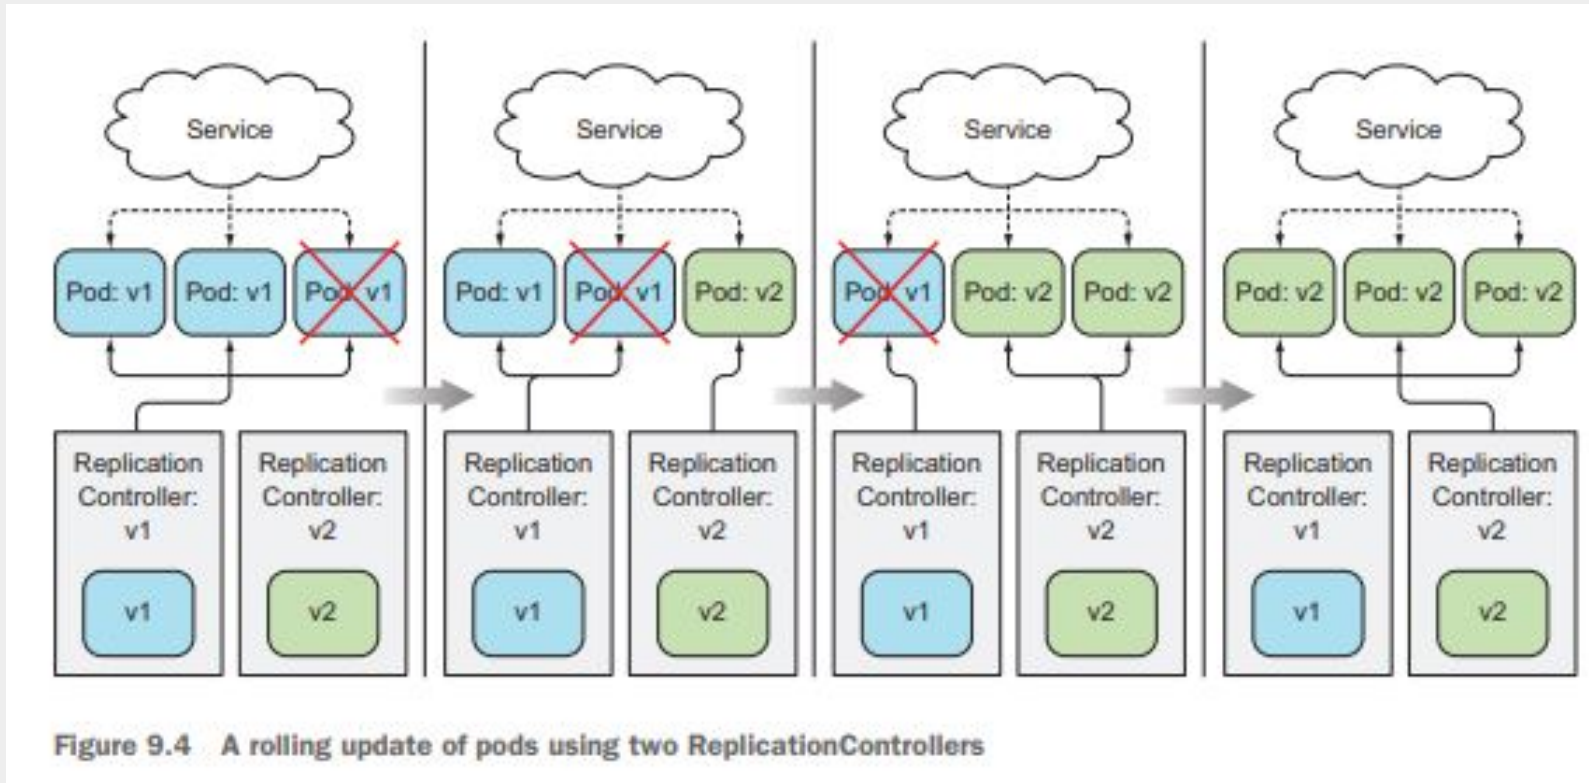 Service
Service
Service
Service
Pod: v1
Pod: v1
Pod: v1
Pod: v1
Pod: v1
Pod: v2
Pod: v1
Pod: v2
Pod: v2
Pod: v2
Pod: v2
Pod: v2
Replication
Controller:
v1
Replication
Controller:
v2
Replication
Controller:
v1
Replication
Controller:
v2
Replication
Controller:
v1
Replication
Controller:
v2
Replication
Controller:
v1
Replication
Controller:
v2
v1
v2
v1
v2
v1
v2
v1
v2
Figure 9.4 A rolling update of pods using two ReplicationControllers